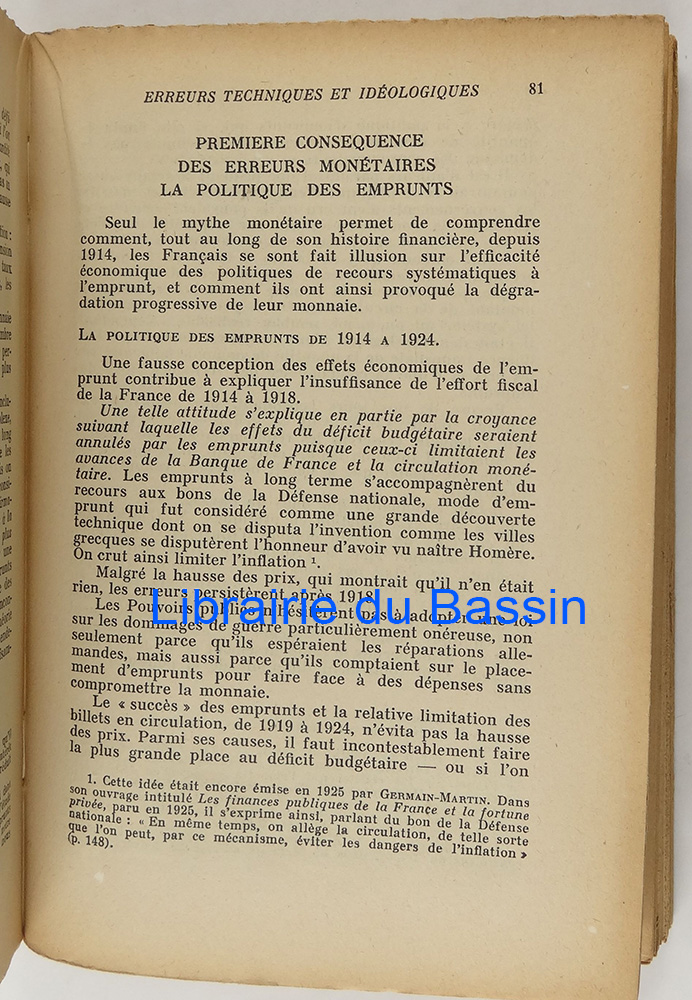 ERREURS TECHNIQUES ET IDÉOLOGIQUES 81
PREMIERE CONSEQUENCE
DES ERREURS MONÉTAIRES
LA POLITIQUE DES EMPRUNTS
Seul le mythe monétaire permet de comprendre
comment, tout au long de son histoire financière, depuis
1914, les Français se sont fait illusion sur l'efficacité
économique des politiques de recours systématiques à
l'emprunt, et comment ils ont ainsi provoqué la dégra-
dation progressive de leur monnaie.
LA POLITIQUE DES EMPRUNTS DE 1914 A 1924.
Une fausse conception des effets économiques de l'em-
prunt contribue à expliquer l'insuffisance de l'effort fiscal
de la France de 1914 à 1918.
Une telle attitude s'explique en partie par la croyance
suivant laquelle les effets du déficit budgétaire seraient
annulés par les emprunts puisque ceux-ci limitaient les
avances de la Banque de France et la circulation moné-
taire. Les emprunts à long terme s'accompagnèrent du
recours aux bons de la Défense nationale, mode d'em-
prunt qui fut considéré comme une grande découverte
technique dont on se disputa l'invention comme les villes
grecques se disputèrent l'honneur d'avoir vu naître Homère.
On crut ainsi limiter l'inflation ¹.
Malgré la hausse des prix, qui montrait qu'il n'en était
rien, les erreurs persistèrent après 1918.
Les Pouvoirs publics n'hésitèrent pas à adopter une loi
sur les dommages de guerre particulièrement onéreuse, non
seulement parce qu'ils espéraient les réparations alle-
mandes, mais aussi parce qu'ils comptaient sur le place-
ment d'emprunts pour faire face à des dépenses sans
compromettre la monnaie.
Le « succès » des emprunts et la relative limitation des
billets en circulation, de 1919 à 1924, n'évita pas la hausse
des prix. Parmi ses causes, il faut incontestablement faire
la plus grande place au déficit budgétaire — ou si l'on
1. Cette idée était encore émise en 1925 par GERMAIN-MARTIN. Dans
son ouvrage intitulé Les finances publiques de la France et la fortune
privée, paru en 1925, il s'exprime ainsi, parlant du bon de la Défense
nationale : « En même temps, on allège la circulation, de telle sorte
que l'on peut, par ce mécanisme, éviter les dangers de l'inflation »
(p. 148).
Librairie du Bassin